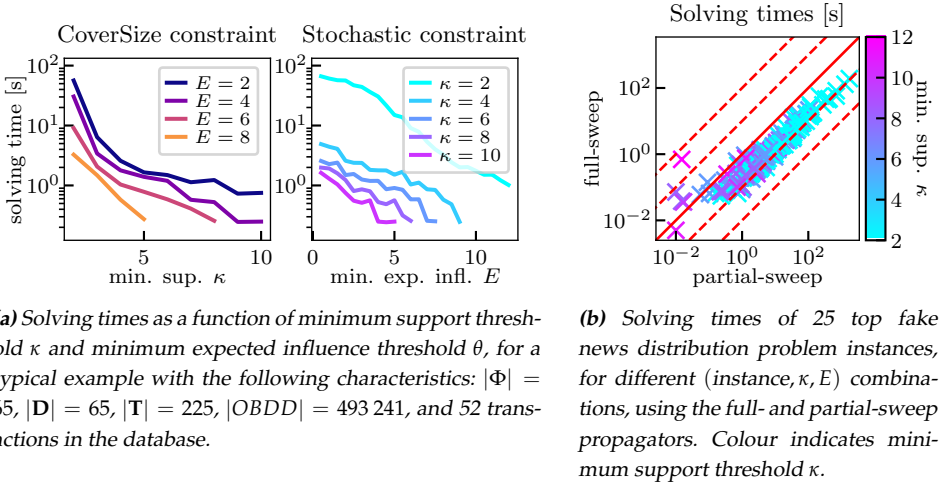 CoverSize constraint
Stochastic constraint
solving time [s]
10²
10¹
10⁰
E = 2
E = 4
E = 6
E = 8
5
10
min. sup. κ
10²
10¹
10⁰
κ = 2
κ = 4
κ = 6
κ = 8
κ = 10
0
5
10
min. exp. infl. E
Solving times [s]
full-sweep
10²
10⁰
10⁻²
10⁻²
10⁰
10²
partial-sweep
12
10
8
6
4
2
min. sup. κ
a) Solving times as a function of minimum support thresh-
old κ and minimum expected influence threshold θ, for a
ypical example with the following characteristics: |Φ| =
65, |D| = 65, |T| = 225, |OBDD| = 493 241, and 52 trans-
ctions in the database.
(b) Solving times of 25 top fake
news distribution problem instances,
for different (instance, κ, E) combina-
tions, using the full- and partial-sweep
propagators. Colour indicates mini-
mum support threshold κ.